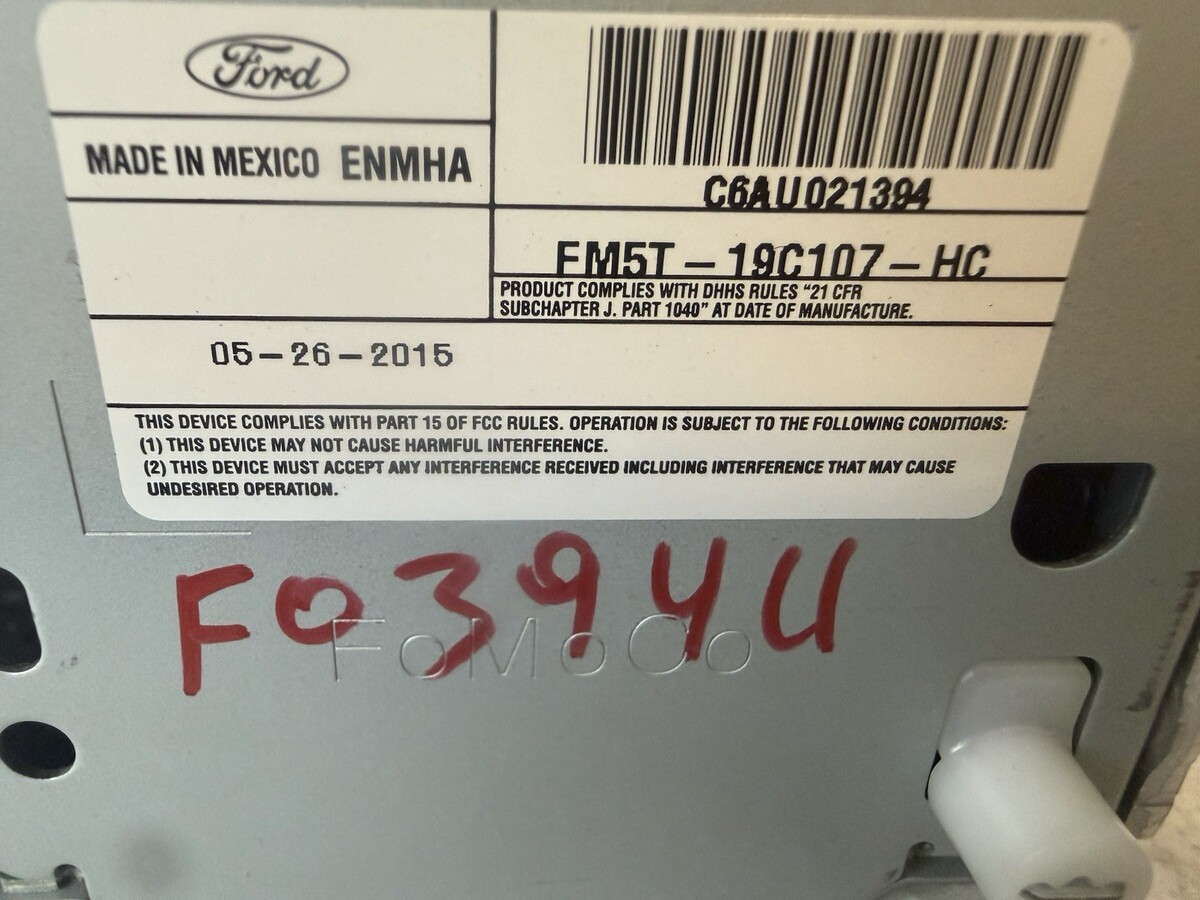 Ford
MADE IN MEXICO ENMHA
C6AU021394
FM5T-19C107-HC
PRODUCT COMPLIES WITH DHHS RULES "21 CFR
SUBCHAPTER J. PART 1040" AT DATE OF MANUFACTURE.
05-26-2015
THIS DEVICE COMPLIES WITH PART 15 OF FCC RULES. OPERATION IS SUBJECT TO THE FOLLOWING CONDITIONS:
(1) THIS DEVICE MAY NOT CAUSE HARMFUL INTERFERENCE.
(2) THIS DEVICE MUST ACCEPT ANY INTERFERENCE RECEIVED INCLUDING INTERFERENCE THAT MAY CAUSE
UNDESIRED OPERATION.
FO394U
FoMoCo